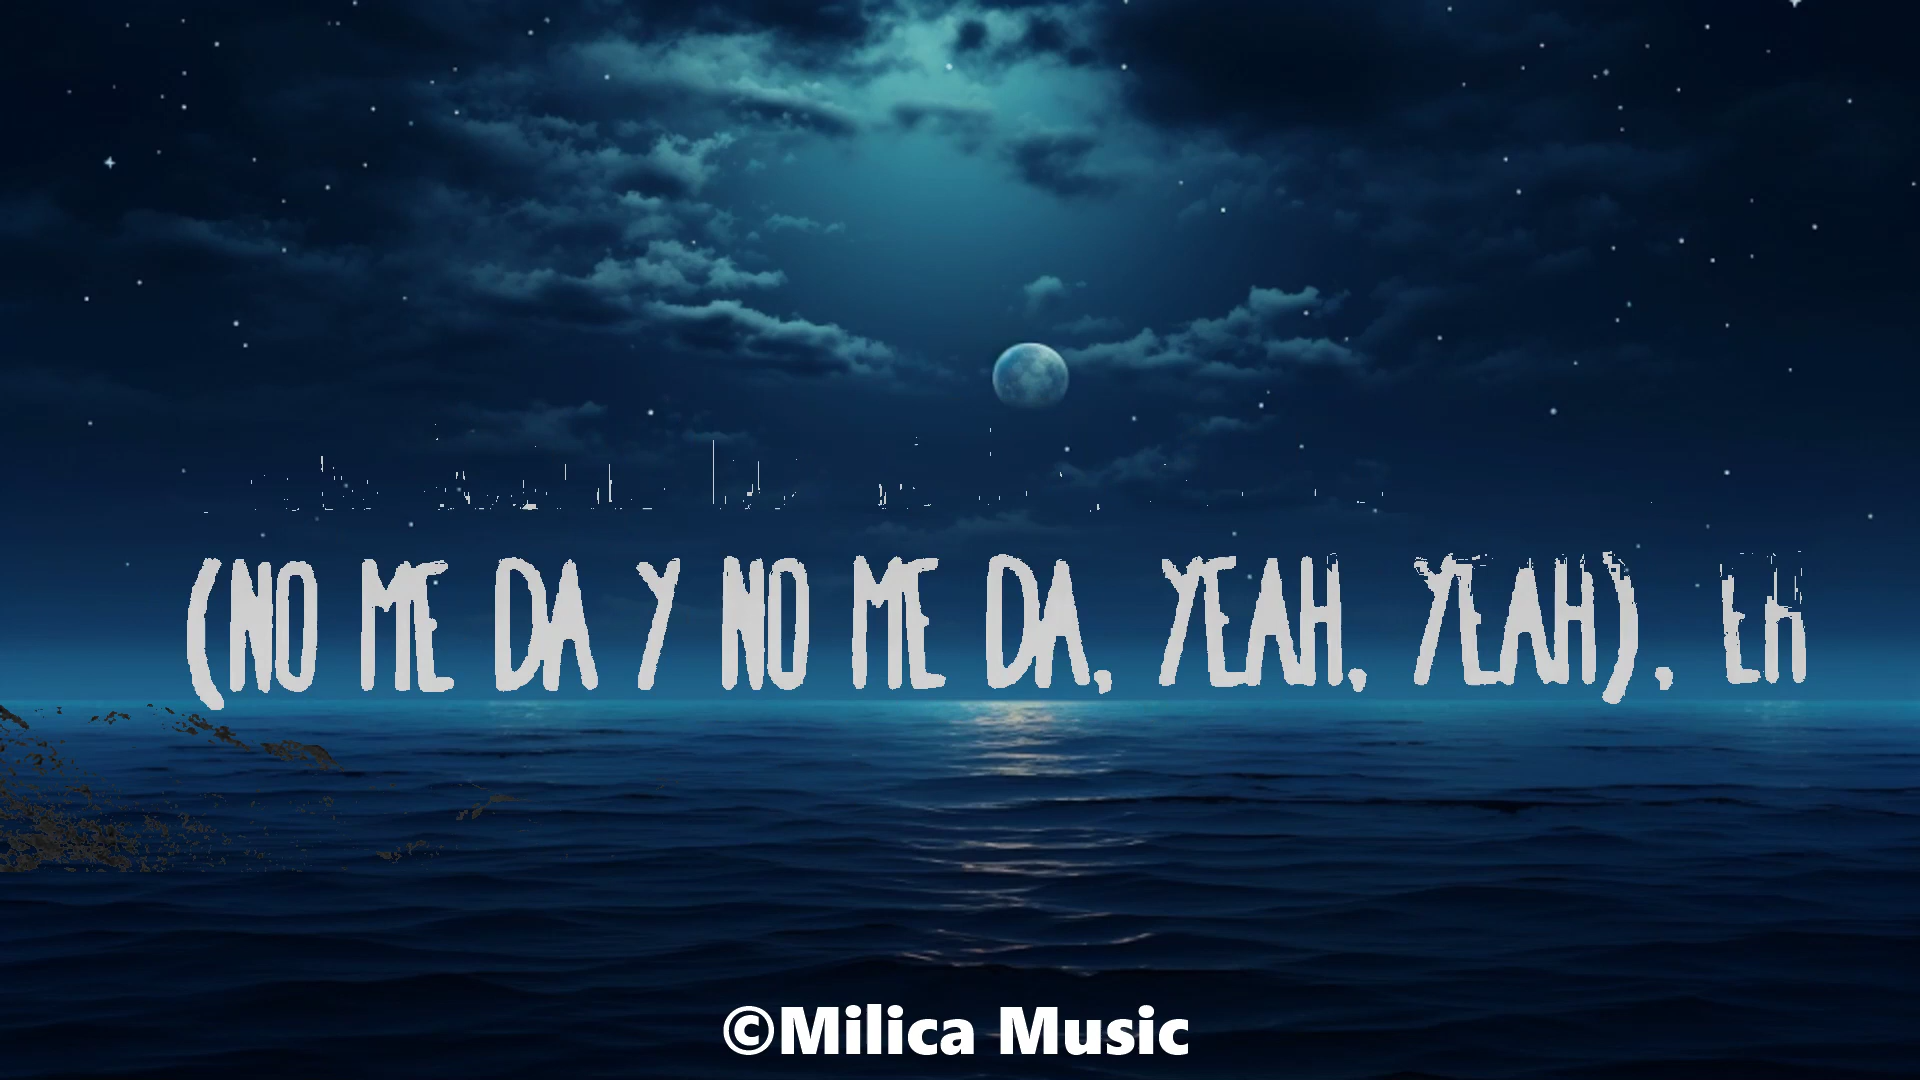 (NO ME DA Y NO ME DA, YEAH, YEAH), EH
©Milica Music